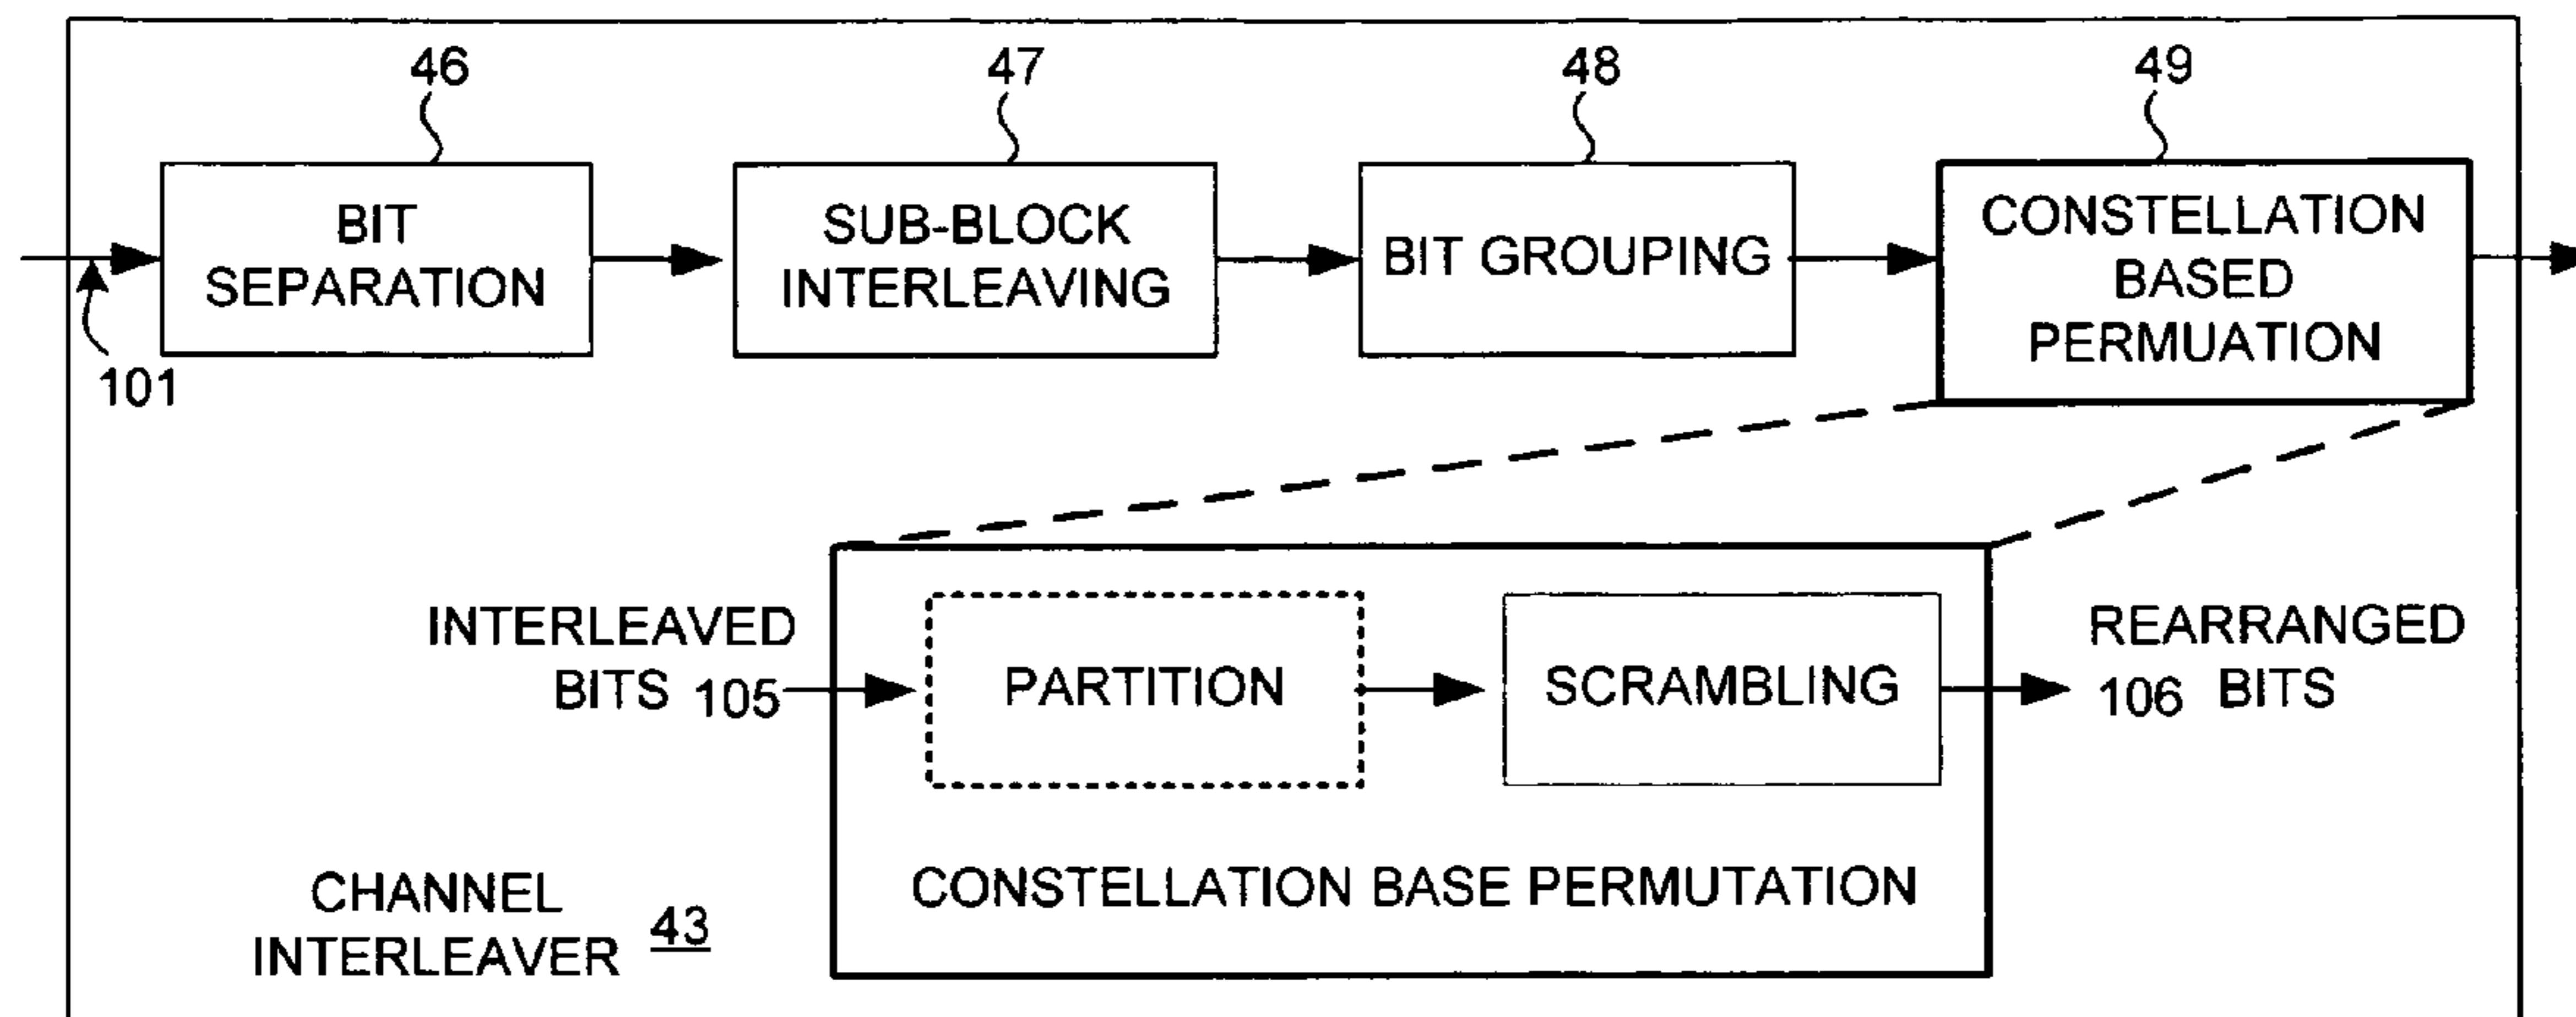 46
47
48
49
BIT
SEPARATION
SUB-BLOCK
INTERLEAVING
BIT GROUPING
CONSTELLATION
BASED
PERMUATION
101
INTERLEAVED
BITS 105
PARTITION
SCRAMBLING
REARRANGED
106 BITS
CONSTELLATION BASE PERMUTATION
CHANNEL
INTERLEAVER 43